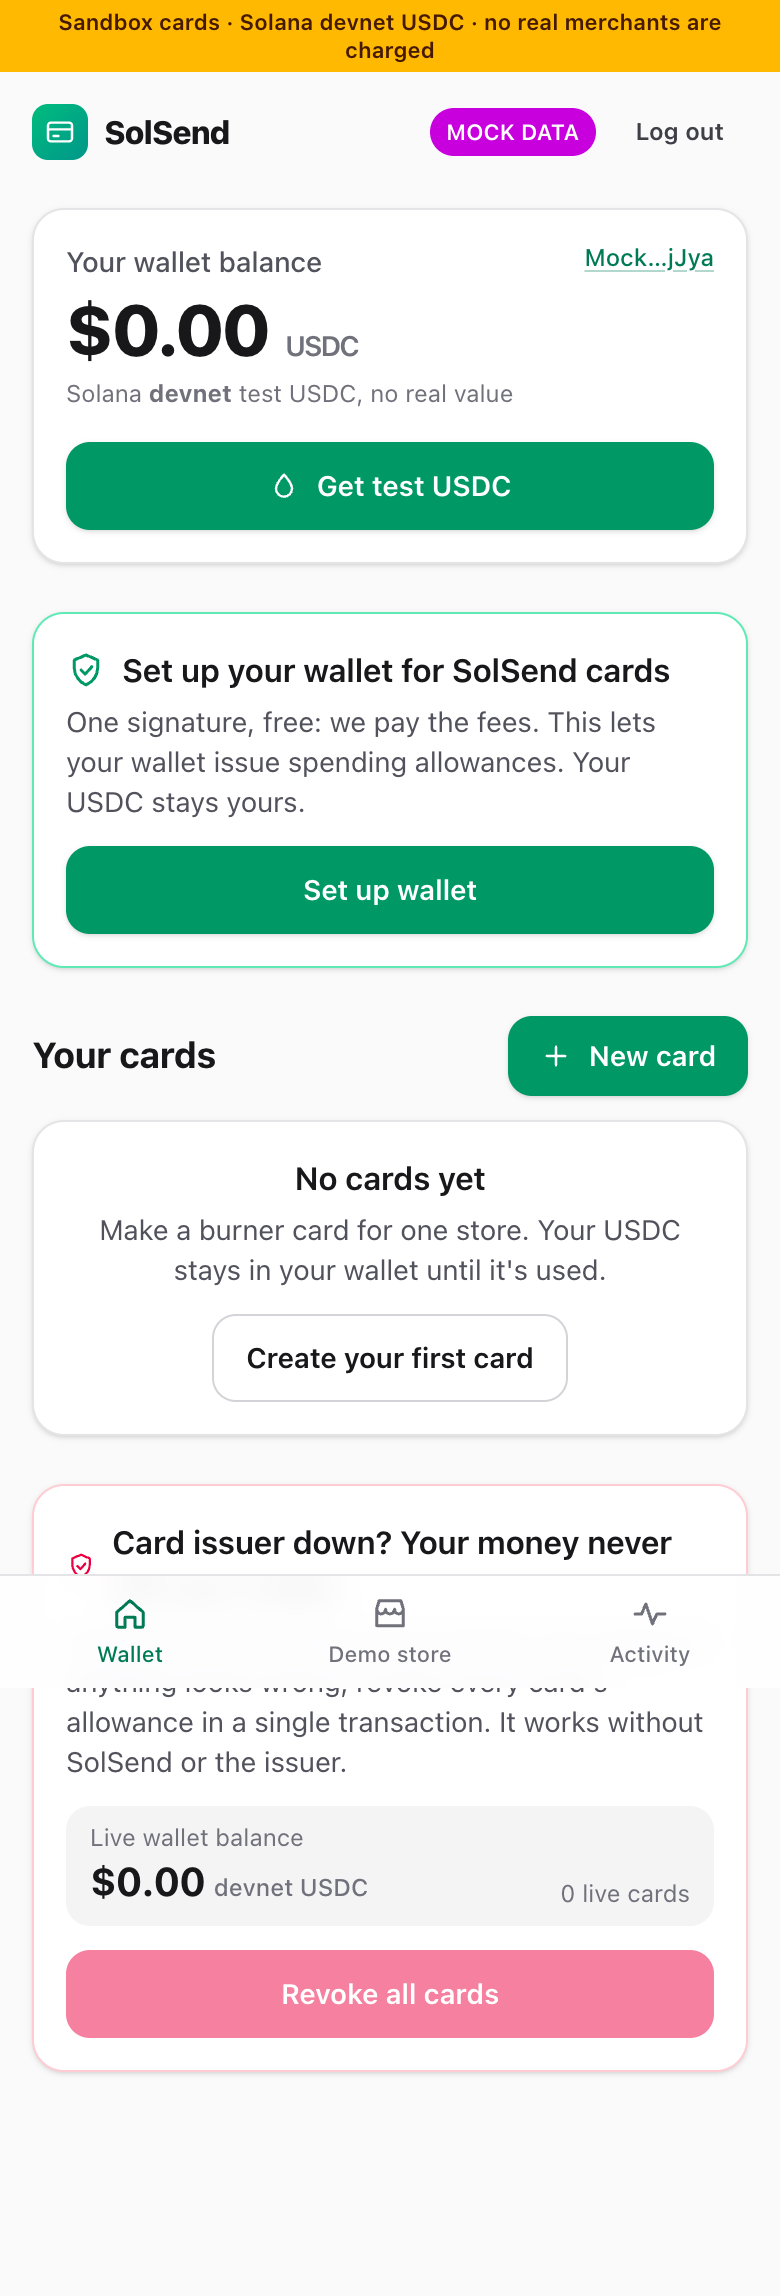 Sandbox cards · Solana devnet USDC · no real merchants are
charged
SolSend
MOCK DATA
Log out
Your wallet balance
Mock...jJya
$0.00 USDC
Solana devnet test USDC, no real value
Get test USDC
Set up your wallet for SolSend cards
One signature, free: we pay the fees. This lets
your wallet issue spending allowances. Your
USDC stays yours.
Set up wallet
Your cards
New card
No cards yet
Make a burner card for one store. Your USDC
stays in your wallet until it's used.
Create your first card
Card issuer down? Your money never
Wallet
Demo store
Activity
anything looks wrong, revoke every card's
allowance in a single transaction. It works without
SolSend or the issuer.
Live wallet balance
$0.00 devnet USDC
0 live cards
Revoke all cards